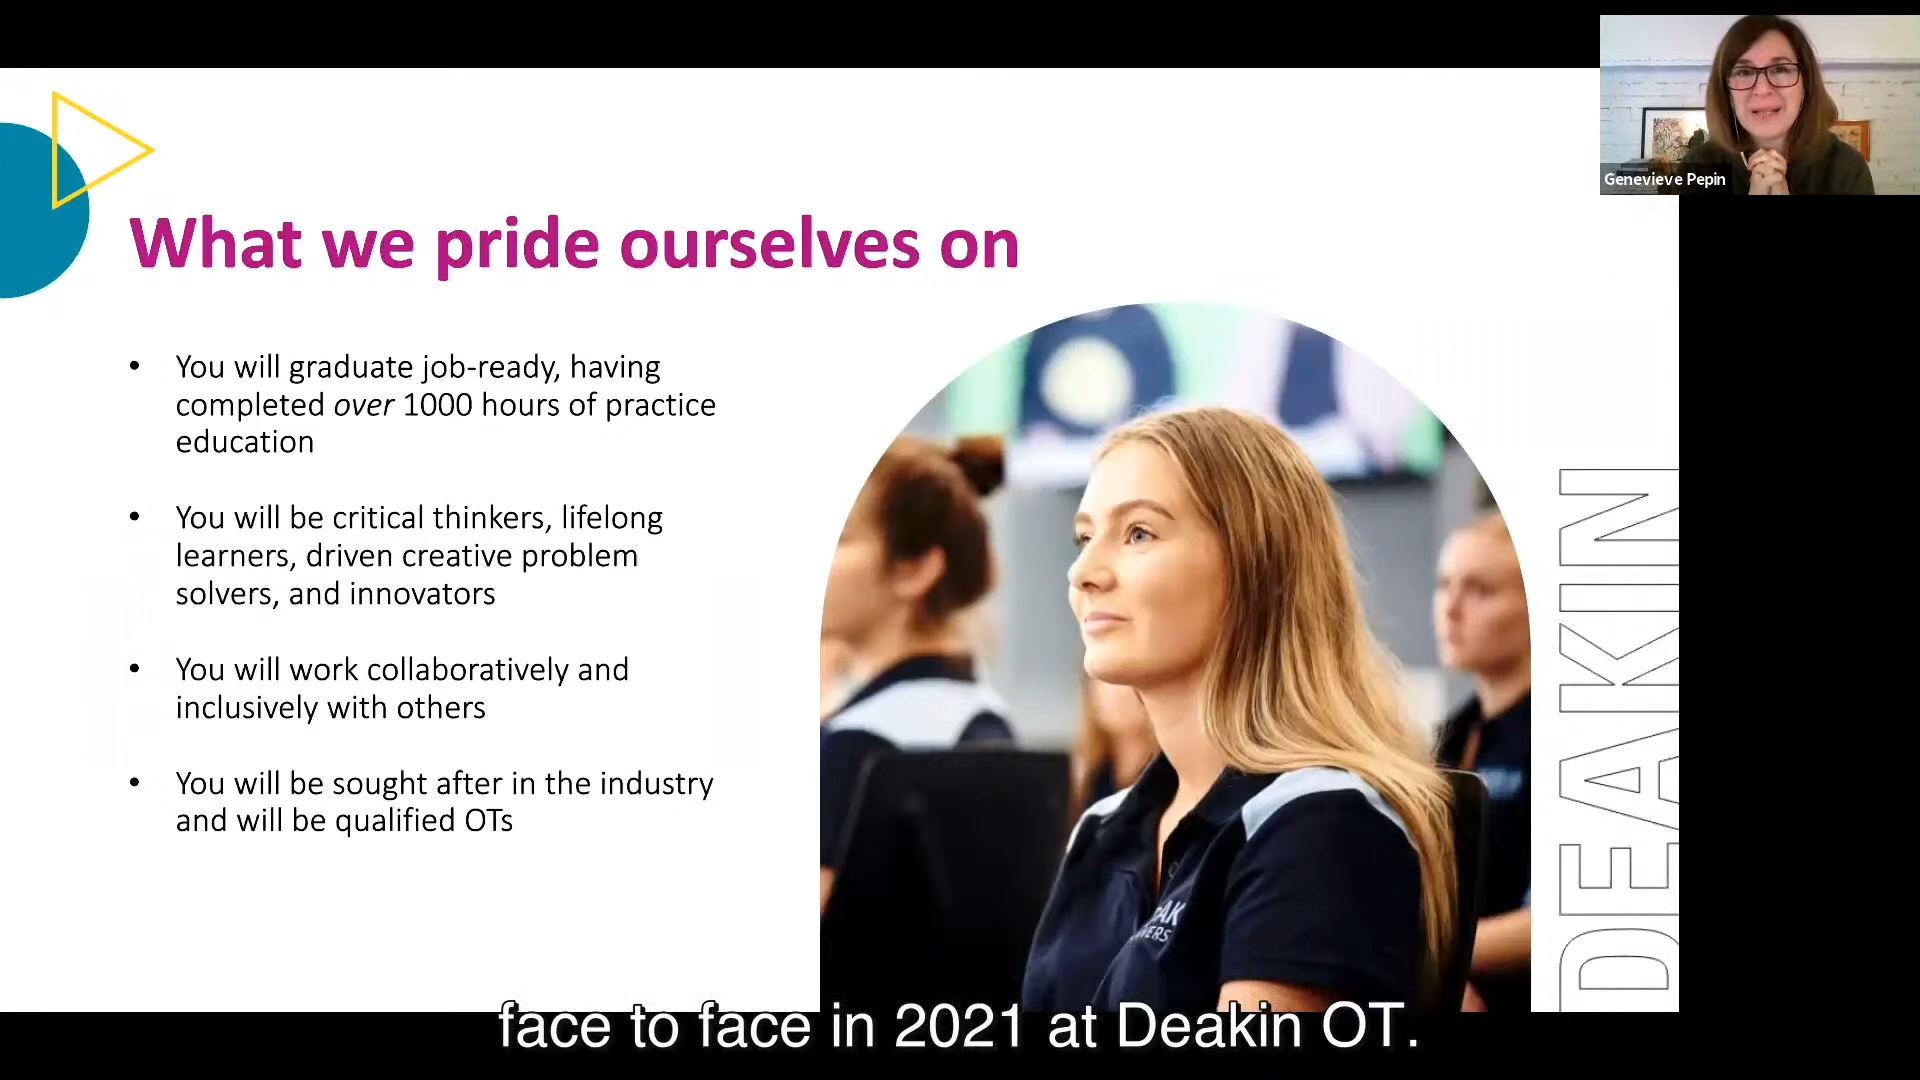 Genevieve Pepin
What we pride ourselves on
• You will graduate job-ready, having
completed over 1000 hours of practice
education
• You will be critical thinkers, lifelong
learners, driven creative problem
solvers, and innovators
• You will work collaboratively and
inclusively with others
• You will be sought after in the industry
and will be qualified OTs
DEAKIN
face to face in 2021 at Deakin OT.